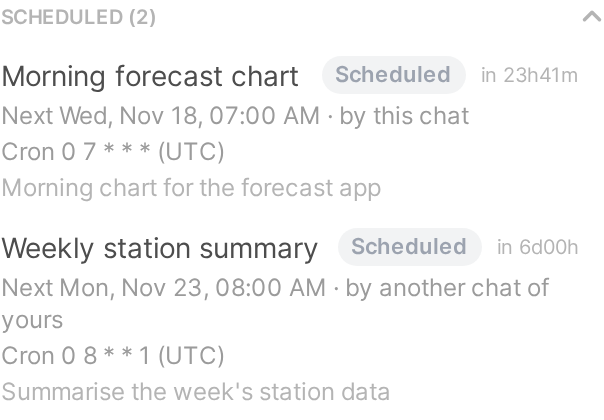 SCHEDULED (2)
Morning forecast chart Scheduled in 23h41m
Next Wed, Nov 18, 07:00 AM · by this chat
Cron 0 7 * * * (UTC)
Morning chart for the forecast app
Weekly station summary Scheduled in 6d00h
Next Mon, Nov 23, 08:00 AM · by another chat of
yours
Cron 0 8 * * 1 (UTC)
Summarise the week's station data